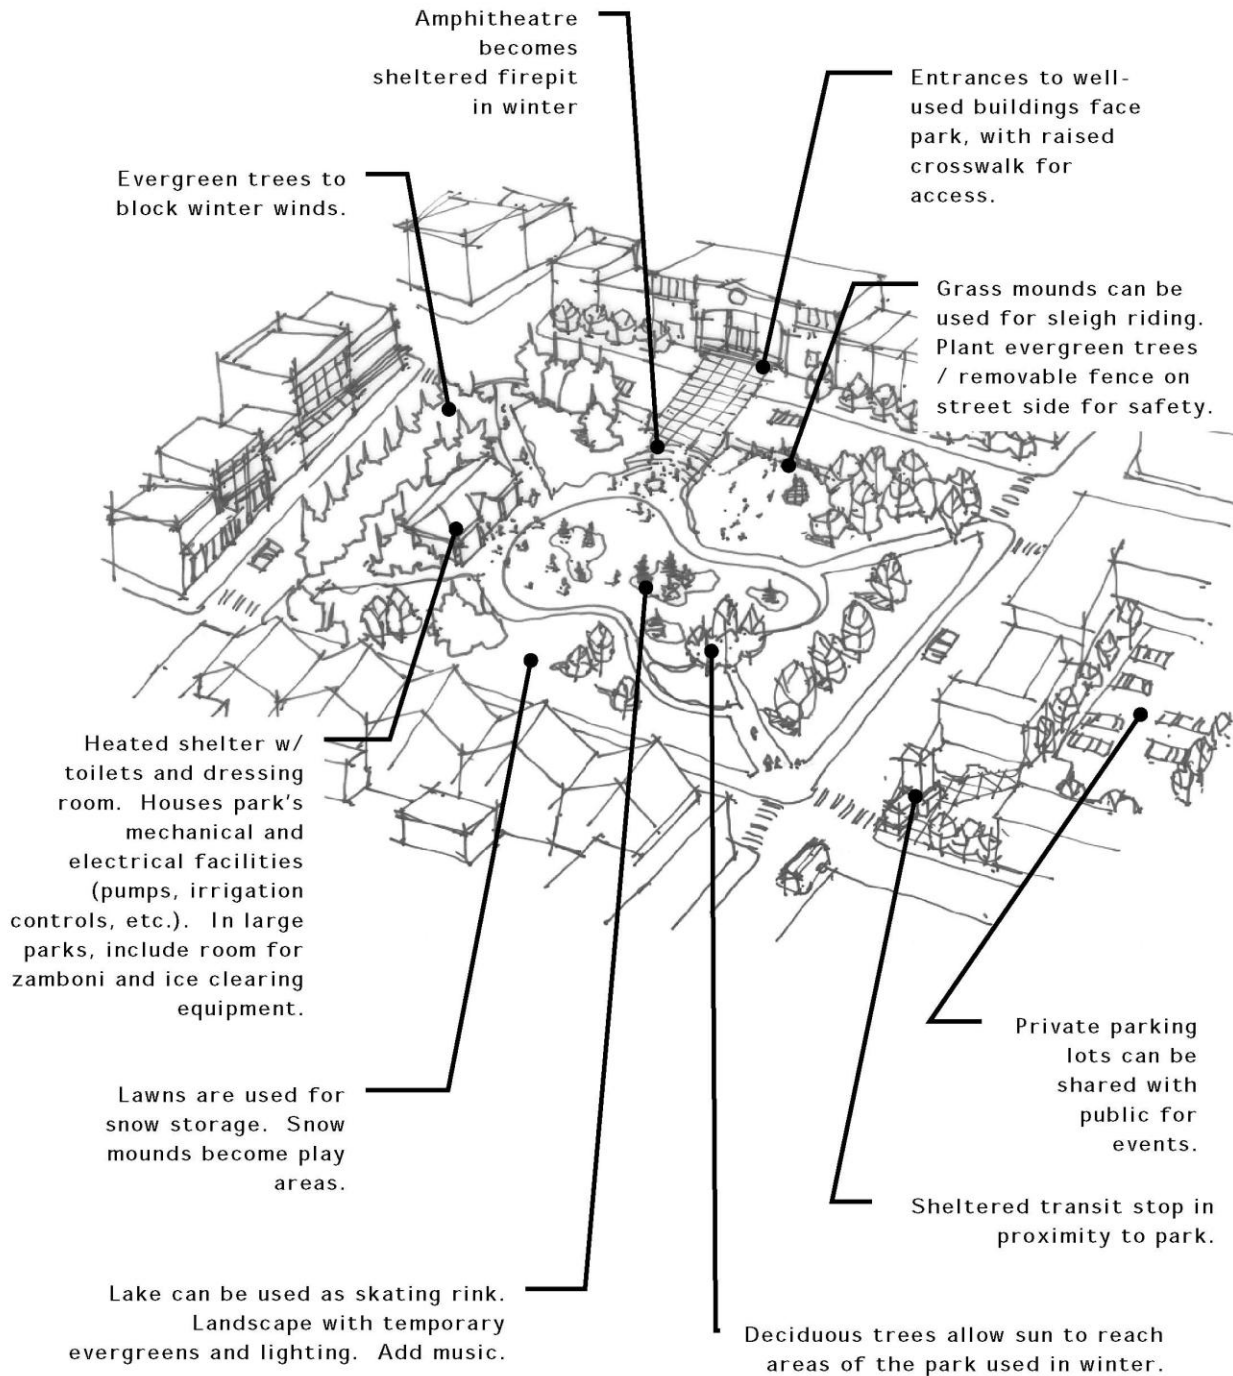 Amphitheatre
becomes
sheltered firepit
in winter
Entrances to well-
used buildings face
park, with raised
crosswalk for
access.
Evergreen trees to
block winter winds.
Grass mounds can be
used for sleigh riding.
Plant evergreen trees
/ removable fence on
street side for safety.
Heated shelter w/
toilets and dressing
room.  Houses park's
mechanical and
electrical facilities
(pumps, irrigation
controls, etc.).  In large
parks, include room for
zamboni and ice clearing
equipment.
Private parking
lots can be
shared with
public for
events.
Lawns are used for
snow storage.  Snow
mounds become play
areas.
Sheltered transit stop in
proximity to park.
Lake can be used as skating rink.
Landscape with temporary
evergreens and lighting.  Add music.
Deciduous trees allow sun to reach
areas of the park used in winter.